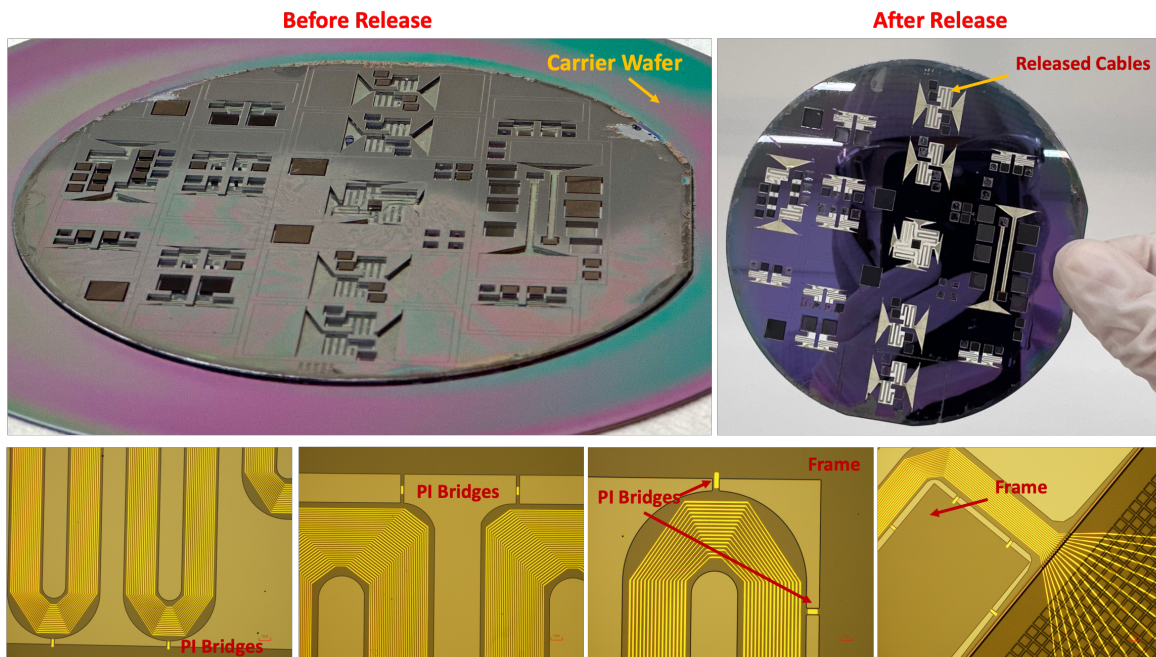 Before Release
After Release
Carrier Wafer
Released Cables
PI Bridges
PI Bridges
PI Bridges
Frame
Frame